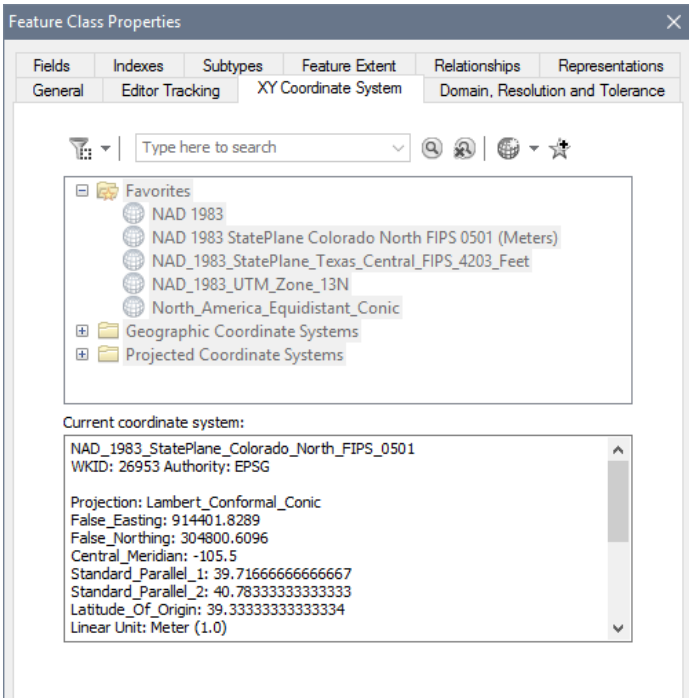 Feature Class Properties
Fields Indexes Subtypes Feature Extent Relationships Representations
General Editor Tracking XY Coordinate System Domain, Resolution and Tolerance
Type here to search
Favorites
NAD 1983
NAD 1983 StatePlane Colorado North FIPS 0501 (Meters)
NAD_1983_StatePlane_Texas_Central_FIPS_4203_Feet
NAD_1983_UTM_Zone_13N
North_America_Equidistant_Conic
Geographic Coordinate Systems
Projected Coordinate Systems
Current coordinate system:
NAD_1983_StatePlane_Colorado_North_FIPS_0501
WKID: 26953 Authority: EPSG
Projection: Lambert_Conformal_Conic
False_Easting: 914401.8289
False_Northing: 304800.6096
Central_Meridian: -105.5
Standard_Parallel_1: 39.71666666666667
Standard_Parallel_2: 40.78333333333333
Latitude_Of_Origin: 39.33333333333334
Linear Unit: Meter (1.0)